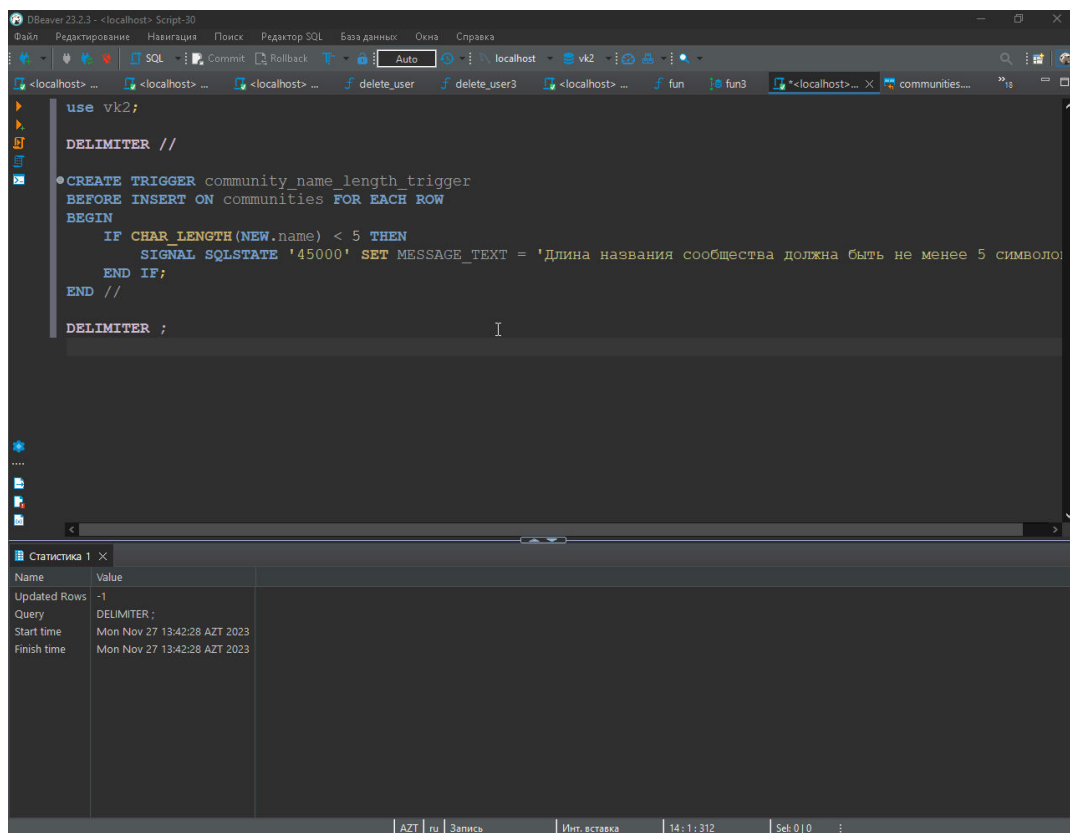 DBeaver 23.2.3 - <localhost> Script-30
Файл Редактирование Навигация Поиск Редактор SQL База данных Окна Справка
SQL Commit Rollback Auto localhost vk2
<localhost> ... <localhost> ... <localhost> ... delete_user delete_user3 <localhost> ... fun fun3 *<localhost>... communities.... 18
use vk2;
DELIMITER //
CREATE TRIGGER community_name_length_trigger
BEFORE INSERT ON communities FOR EACH ROW
BEGIN
IF CHAR_LENGTH(NEW.name) < 5 THEN
SIGNAL SQLSTATE '45000' SET MESSAGE_TEXT = 'Длина названия сообщества должна быть не менее 5 символо
END IF;
END //
DELIMITER ;
Статистика 1
Name Value
Updated Rows -1
Query DELIMITER ;
Start time Mon Nov 27 13:42:28 AZT 2023
Finish time Mon Nov 27 13:42:28 AZT 2023
AZT ru Запись Инт. вставка 14 : 1 : 312 Sel: 0 | 0